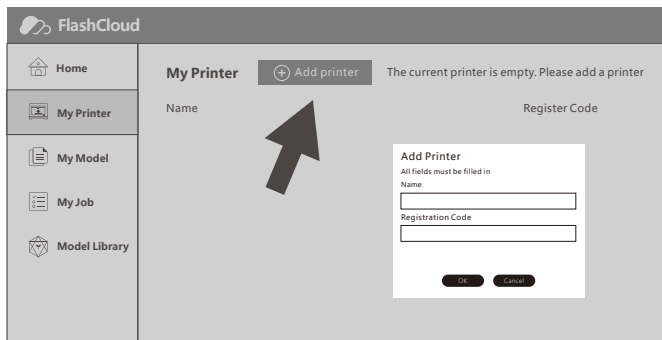 FlashCloud
Home
My Printer
My Model
My Job
Model Library
My Printer
Add printer
The current printer is empty. Please add a printer
Name
Register Code
Add Printer
All fields must be filled in
Name
Registration Code
OK
Cancel